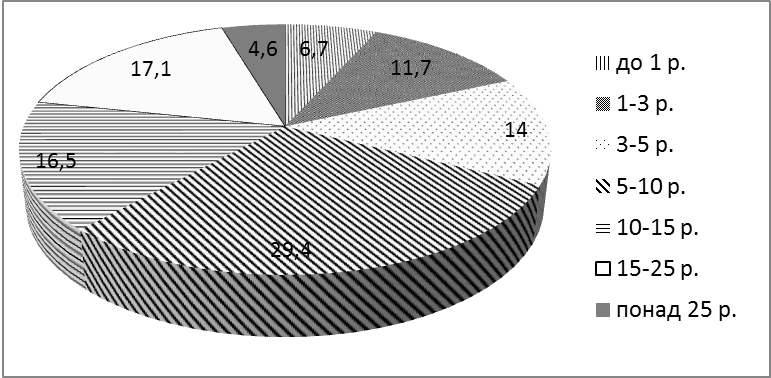 4,6
6,7
17,1
11,7
14
16,5
29,4
до 1 р.
1-3 р.
3-5 р.
5-10 р.
10-15 р.
15-25 р.
понад 25 р.